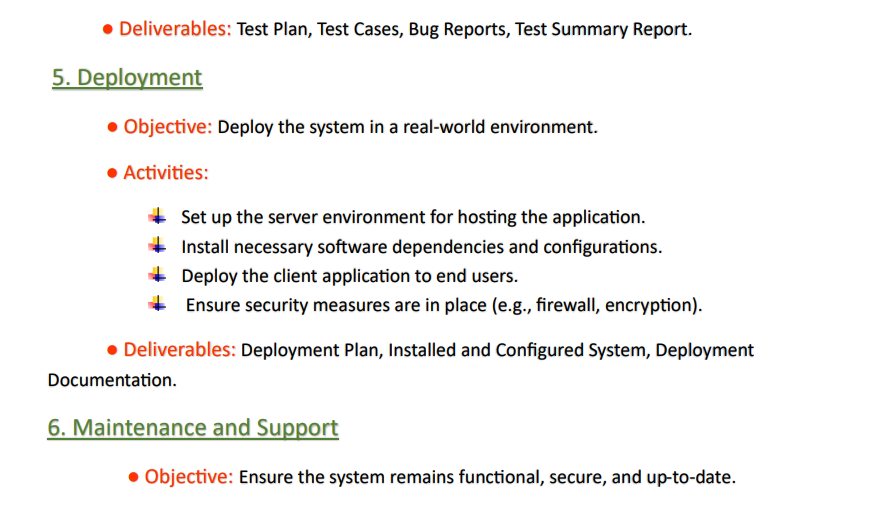 ● Deliverables: Test Plan, Test Cases, Bug Reports, Test Summary Report.
5. Deployment
● Objective: Deploy the system in a real-world environment.
● Activities:
Set up the server environment for hosting the application.
Install necessary software dependencies and configurations.
Deploy the client application to end users.
Ensure security measures are in place (e.g., firewall, encryption).
● Deliverables: Deployment Plan, Installed and Configured System, Deployment
Documentation.
6. Maintenance and Support
● Objective: Ensure the system remains functional, secure, and up-to-date.